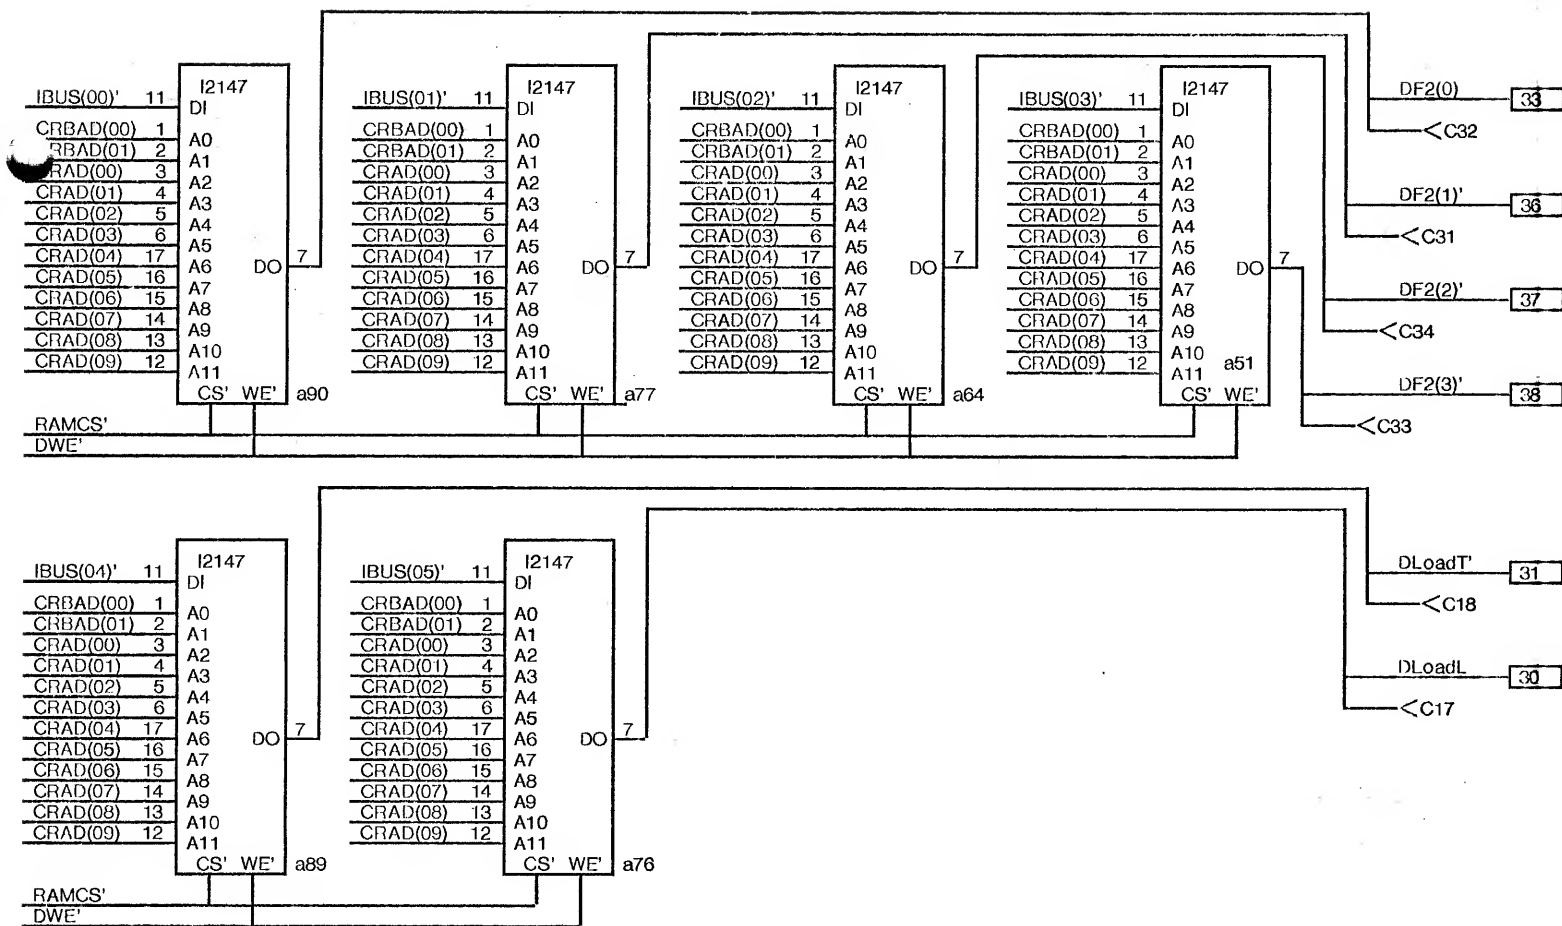 I2147 I2147 I2147 I2147
IBUS(00)' 11 DI IBUS(01)' 11 DI IBUS(02)' 11 DI IBUS(03)' 11 DI DF2(0) 33
CRBAD(00) 1 A0 CRBAD(00) 1 A0 CRBAD(00) 1 A0 CRBAD(00) 1 A0 <C32
RBAD(01) 2 A1 CRBAD(01) 2 A1 CRBAD(01) 2 A1 CRBAD(01) 2 A1
CRAD(00) 3 A2 CRAD(00) 3 A2 CRAD(00) 3 A2 CRAD(00) 3 A2
CRAD(01) 4 A3 CRAD(01) 4 A3 CRAD(01) 4 A3 CRAD(01) 4 A3 DF2(1)' 36
CRAD(02) 5 A4 CRAD(02) 5 A4 CRAD(02) 5 A4 CRAD(02) 5 A4 <C31
CRAD(03) 6 A5 CRAD(03) 6 A5 CRAD(03) 6 A5 CRAD(03) 6 A5
CRAD(04) 17 A6 DO 7 CRAD(04) 17 A6 DO 7 CRAD(04) 17 A6 DO 7 CRAD(04) 17 A6 DO 7
CRAD(05) 16 A7 CRAD(05) 16 A7 CRAD(05) 16 A7 CRAD(05) 16 A7
CRAD(06) 15 A8 CRAD(06) 15 A8 CRAD(06) 15 A8 CRAD(06) 15 A8 DF2(2)' 37
CRAD(07) 14 A9 CRAD(07) 14 A9 CRAD(07) 14 A9 CRAD(07) 14 A9 <C34
CRAD(08) 13 A10 CRAD(08) 13 A10 CRAD(08) 13 A10 CRAD(08) 13 A10
CRAD(09) 12 A11 CRAD(09) 12 A11 CRAD(09) 12 A11 CRAD(09) 12 A11 a51
CS' WE' a90 CS' WE' a77 CS' WE' a64 CS' WE' DF2(3)' 38
RAMCS' <C33
DWE'
I2147 I2147
IBUS(04)' 11 DI IBUS(05)' 11 DI DLoadT' 31
CRBAD(00) 1 A0 CRBAD(00) 1 A0 <C18
CRBAD(01) 2 A1 CRBAD(01) 2 A1
CRAD(00) 3 A2 CRAD(00) 3 A2
CRAD(01) 4 A3 CRAD(01) 4 A3 DLoadL 30
CRAD(02) 5 A4 CRAD(02) 5 A4
CRAD(03) 6 A5 CRAD(03) 6 A5 <C17
CRAD(04) 17 A6 DO 7 CRAD(04) 17 A6 DO 7
CRAD(05) 16 A7 CRAD(05) 16 A7
CRAD(06) 15 A8 CRAD(06) 15 A8
CRAD(07) 14 A9 CRAD(07) 14 A9
CRAD(08) 13 A10 CRAD(08) 13 A10
CRAD(09) 12 A11 CRAD(09) 12 A11
CS' WE' a89 CS' WE' a76
RAMCS'
DWE'